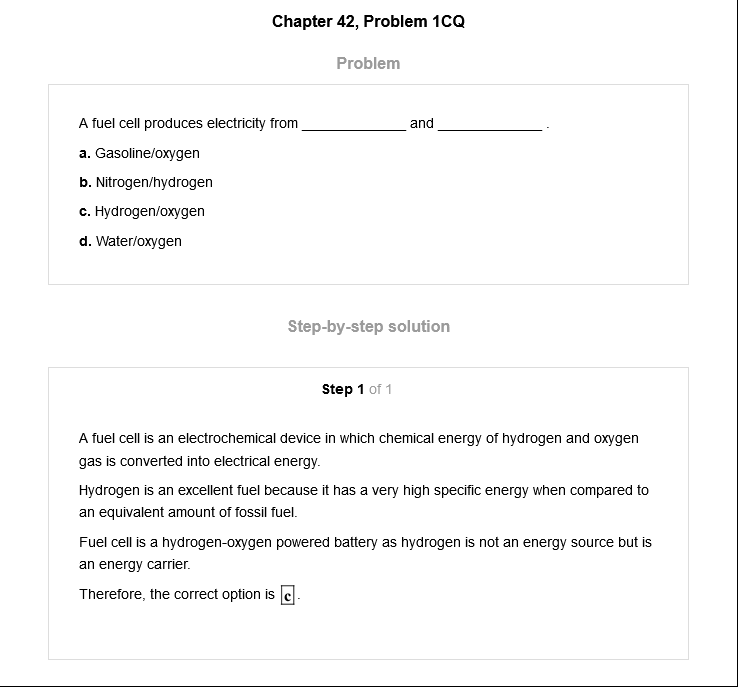 Chapter 42, Problem 1CQ
Problem
A fuel cell produces electricity from _____________ and _____________ .
a. Gasoline/oxygen
b. Nitrogen/hydrogen
c. Hydrogen/oxygen
d. Water/oxygen
Step-by-step solution
Step 1 of 1
A fuel cell is an electrochemical device in which chemical energy of hydrogen and oxygen
gas is converted into electrical energy.
Hydrogen is an excellent fuel because it has a very high specific energy when compared to
an equivalent amount of fossil fuel.
Fuel cell is a hydrogen-oxygen powered battery as hydrogen is not an energy source but is
an energy carrier.
Therefore, the correct option is c.